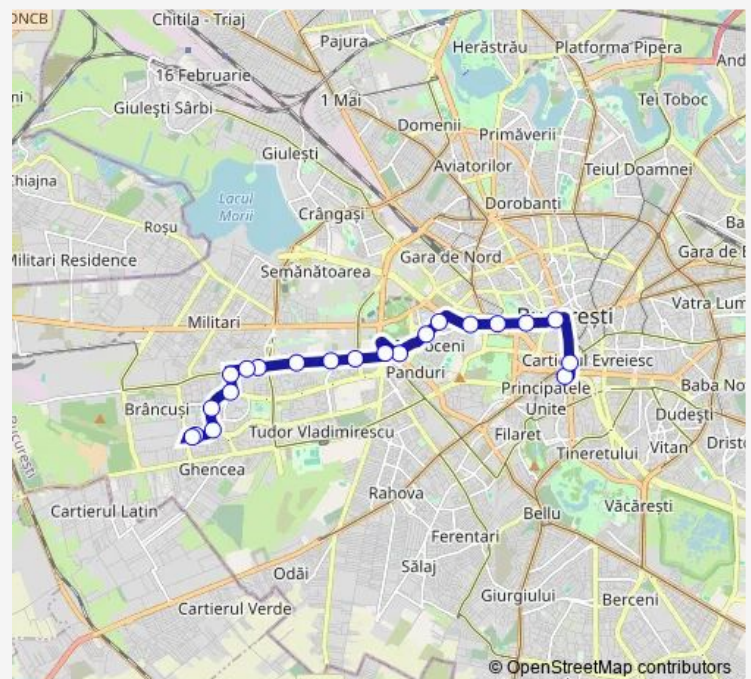 ONCB
Chitila - Triaj
Pajura
Herăstrău
Platforma Pipera
And
16 Februarie
Giulești Sârbi
1 Mai
Tei Toboc
Domenii
Primăverii
Giulești
Aviatorilor
Teiul Doamnei
Chiajna
Lacul
Morii
Crângași
Dorobanți
Roșu
Gara de Nord
Gara de E
Militari Residence
Semănătoarea
Vatra Lum
Militari
București
Cartierul Evreiesc
Panduri
Principatele
Unite
Baba No
Brâncuși
Dudești
Tudor Vladimirescu
Filaret
Vitan
Tineretului
Ghencea
Rahova
Văcărești
Cartierul Latin
Bellu
Ferentari
București
Odăi
Sălaj
Giurgiului
Berceni
Cartierul Verde
© OpenStreetMap contributors